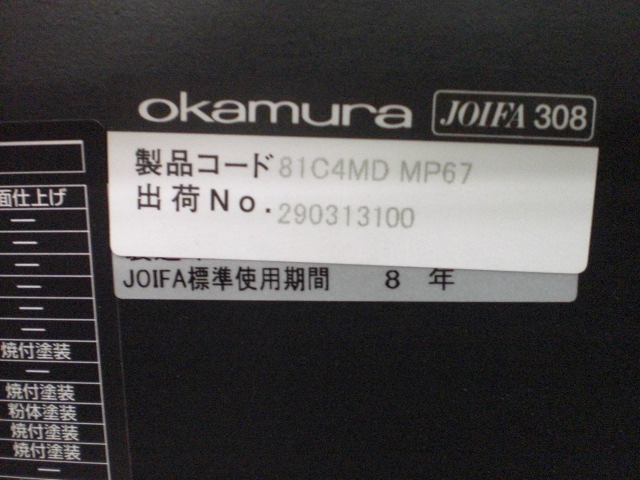 okamura JOIFA 308
製品コード 81C4MD MP67
出荷No. 290313100
JOIFA標準使用期間 8 年
面仕上げ
—
—
—
—
—
—
焼付塗装
—
焼付塗装
粉体塗装
焼付塗装
焼付塗装
—